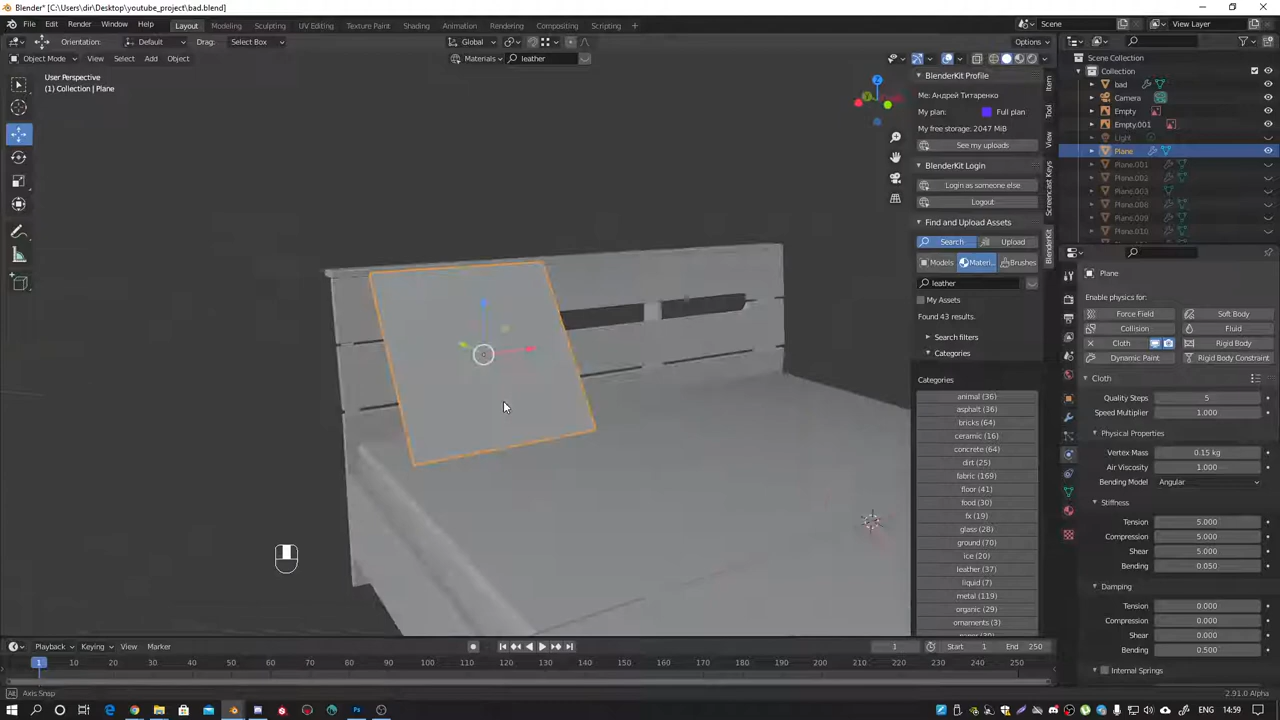 Blender* [C:\Users\dir\Desktop\youtube_project\bad.blend]
File Edit Render Window Help Layout Modeling Sculpting UV Editing Texture Paint Shading Animation Rendering Compositing Scripting + Scene View Layer
Orientation: Default Drag: Select Box Global Options
Object Mode View Select Add Object Materials leather
User Perspective
(1) Collection | Plane
BlenderKit Profile
Me: Андрей Титаренко
My plan: Full plan
My free storage: 2047 MiB
See my uploads
BlenderKit Login
Login as someone else
Logout
Find and Upload Assets
Search Upload
Models Materi... Brushes
leather
My Assets
Found 43 results.
Search filters
Categories
Categories
animal (36)
asphalt (36)
bricks (64)
ceramic (16)
concrete (64)
dirt (25)
fabric (169)
floor (41)
food (30)
fx (19)
glass (28)
ground (70)
ice (20)
leather (37)
liquid (7)
metal (119)
organic (29)
ornaments (3)
Item
Tool
View
Screencast Keys
BlenderKit
Scene Collection
Collection
bad
Camera
Empty
Empty.001
Light
Plane
Plane.001
Plane.002
Plane.003
Plane.008
Plane.009
Plane.010
Plane
Enable physics for:
Force Field Soft Body
Collision Fluid
Cloth Rigid Body
Dynamic Paint Rigid Body Constraint
Cloth
Quality Steps 5
Speed Multiplier 1.000
Physical Properties
Vertex Mass 0.15 kg
Air Viscosity 1.000
Bending Model Angular
Stiffness
Tension 5.000
Compression 5.000
Shear 5.000
Bending 0.050
Damping
Tension 0.000
Compression 0.000
Shear 0.000
Bending 0.500
Internal Springs
Playback Keying View Marker 1 Start 1 End 250
1 10 20 30 40 50 60 70 80 90 100 110 120 130 140 150 160 170 180 190 200 210 220 230 240 250
Axis Snap 2.91.0 Alpha
ENG 14:59